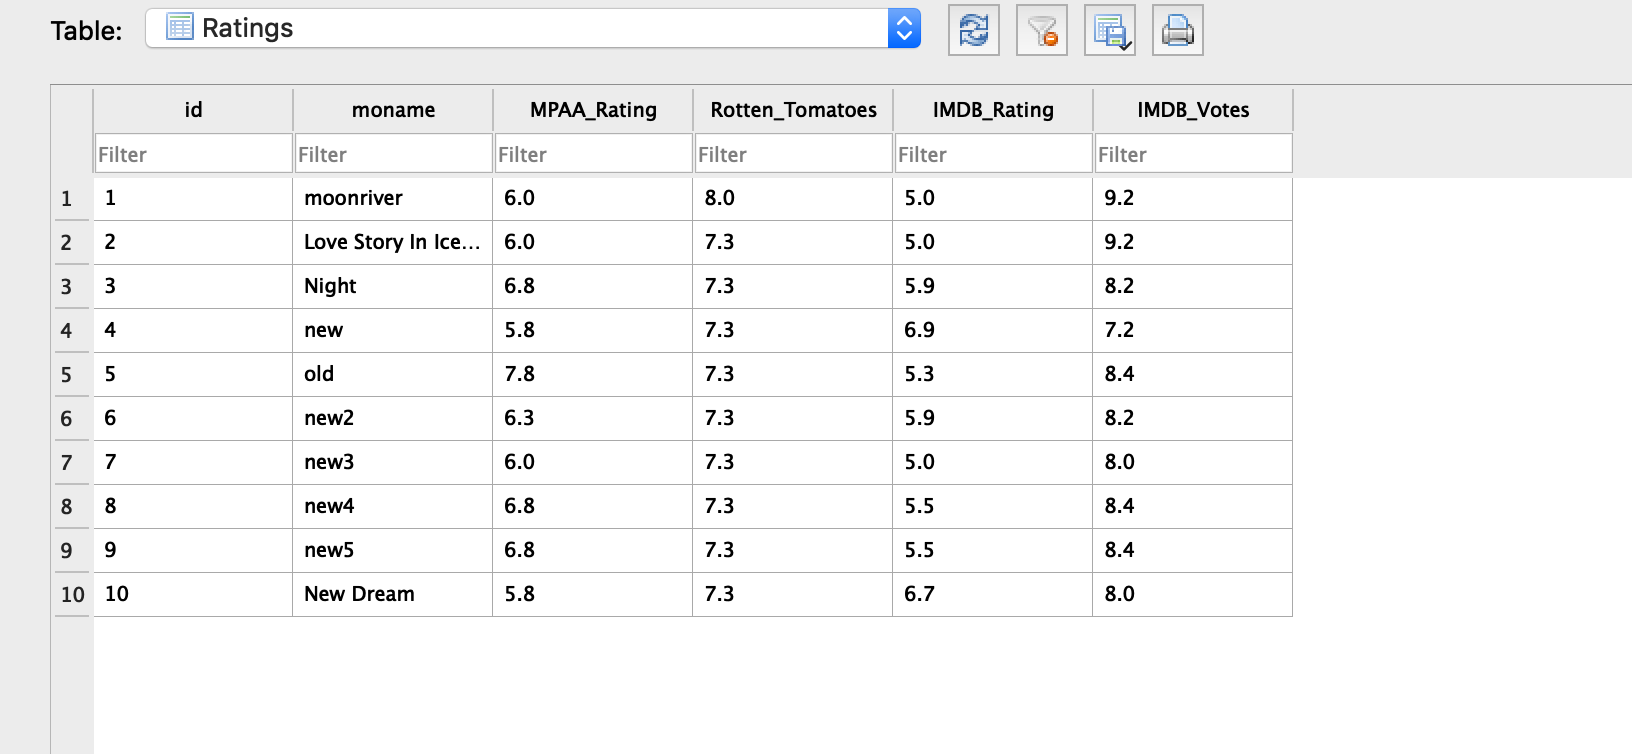 Table: Ratings
id moname MPAA_Rating Rotten_Tomatoes IMDB_Rating IMDB_Votes
Filter Filter Filter Filter Filter Filter
1 1 moonriver 6.0 8.0 5.0 9.2
2 2 Love Story In Ice... 6.0 7.3 5.0 9.2
3 3 Night 6.8 7.3 5.9 8.2
4 4 new 5.8 7.3 6.9 7.2
5 5 old 7.8 7.3 5.3 8.4
6 6 new2 6.3 7.3 5.9 8.2
7 7 new3 6.0 7.3 5.0 8.0
8 8 new4 6.8 7.3 5.5 8.4
9 9 new5 6.8 7.3 5.5 8.4
10 10 New Dream 5.8 7.3 6.7 8.0